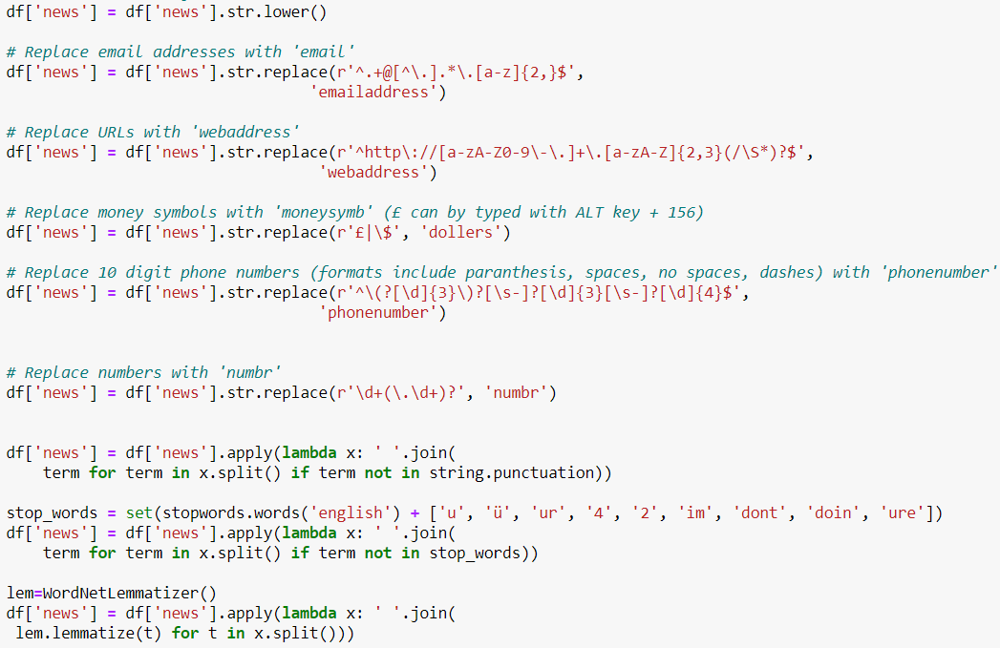 df['news'] = df['news'].str.lower()
# Replace email addresses with 'email'
df['news'] = df['news'].str.replace(r'^.+@[^\.].*\.[a-z]{2,}$',
                                 'emailaddress')
# Replace URLs with 'webaddress'
df['news'] = df['news'].str.replace(r'^http\://[a-zA-Z0-9\-\.]+\.[a-zA-Z]{2,3}(/\S*)?$',
                                  'webaddress')
# Replace money symbols with 'moneysymb' (£ can by typed with ALT key + 156)
df['news'] = df['news'].str.replace(r'£|\$', 'dollers')
# Replace 10 digit phone numbers (formats include paranthesis, spaces, no spaces, dashes) with 'phonenumber'
df['news'] = df['news'].str.replace(r'^\(?[\d]{3}\)?[\s-]?[\d]{3}[\s-]?[\d]{4}$',
                                  'phonenumber')
# Replace numbers with 'numbr'
df['news'] = df['news'].str.replace(r'\d+(\.\d+)?', 'numbr')
df['news'] = df['news'].apply(lambda x: ' '.join(
    term for term in x.split() if term not in string.punctuation))
stop_words = set(stopwords.words('english') + ['u', 'ü', 'ur', '4', '2', 'im', 'dont', 'doin', 'ure'])
df['news'] = df['news'].apply(lambda x: ' '.join(
    term for term in x.split() if term not in stop_words))
lem=WordNetLemmatizer()
df['news'] = df['news'].apply(lambda x: ' '.join(
 lem.lemmatize(t) for t in x.split()))